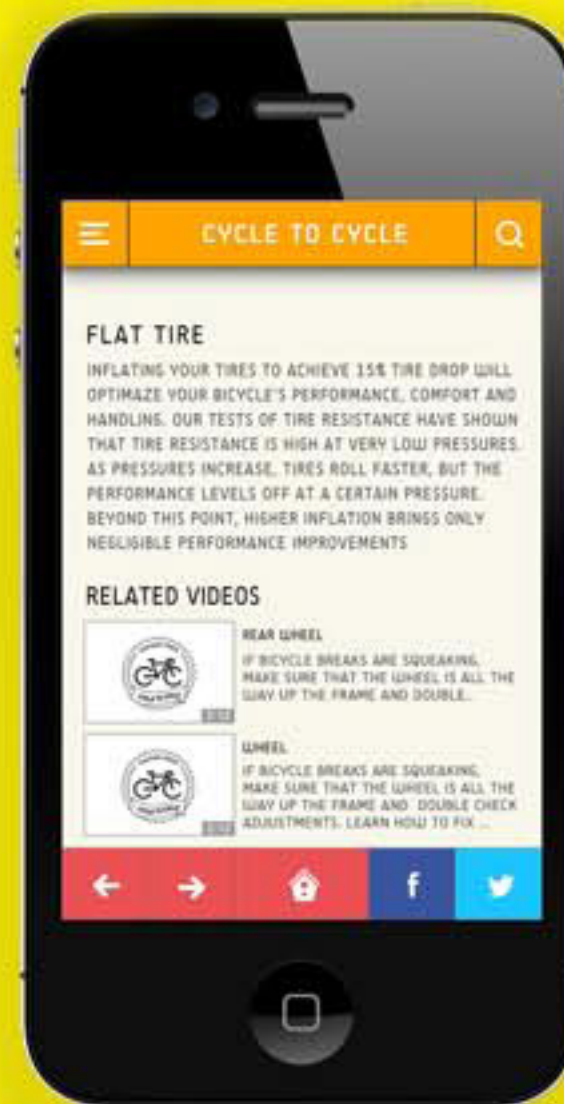 CYCLE TO CYCLE
FLAT TIRE
INFLATING YOUR TIRES TO ACHIEVE 15% TIRE DROP WILL
OPTIMAZE YOUR BICYCLE'S PERFORMANCE, COMFORT AND
HANDLING. OUR TESTS OF TIRE RESISTANCE HAVE SHOWN
THAT TIRE RESISTANCE IS HIGH AT VERY LOW PRESSURES.
AS PRESSURES INCREASE, TIRES ROLL FASTER, BUT THE
PERFORMANCE LEVELS OFF AT A CERTAIN PRESSURE.
BEYOND THIS POINT, HIGHER INFLATION BRINGS ONLY
NEGLIGIBLE PERFORMANCE IMPROVEMENTS
RELATED VIDEOS
REAR WHEEL
IF BICYCLE BREAKS ARE SQUEAKING,
MAKE SURE THAT THE WHEEL IS ALL THE
WAY UP THE FRAME AND DOUBLE..
WHEEL
IF BICYCLE BREAKS ARE SQUEAKING,
MAKE SURE THAT THE WHEEL IS ALL THE
WAY UP THE FRAME AND DOUBLE CHECK
ADJUSTMENTS. LEARN HOW TO FIX ...
f